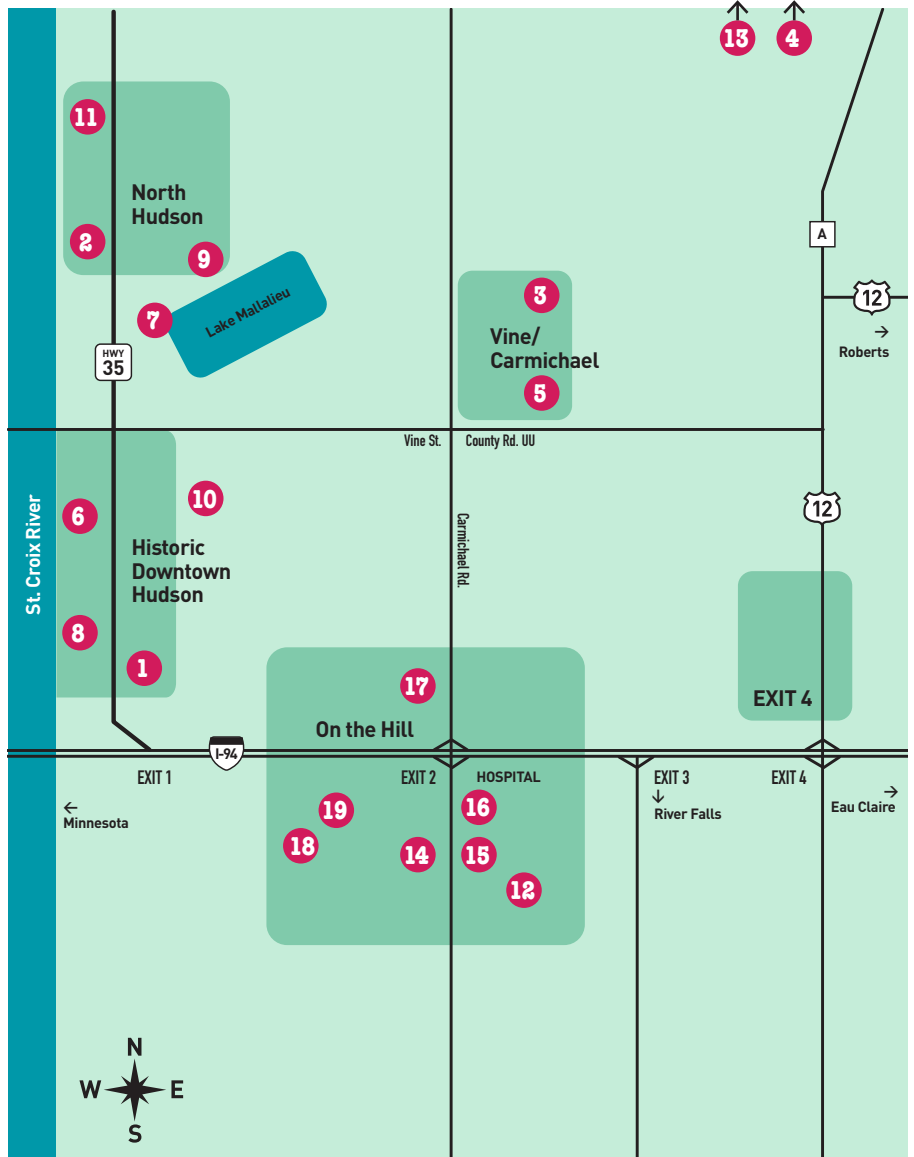 13
4
11
North
Hudson
2
9
A
3
12
7
Lake Mallalieu
Vine/
Carmichael
→
Roberts
HWY
35
5
Vine St.
County Rd. UU
St. Croix River
6
10
12
Carmichael Rd.
Historic
Downtown
Hudson
8
1
17
On the Hill
EXIT 4
I-94
EXIT 1
EXIT 2
HOSPITAL
EXIT 3
EXIT 4
←
Minnesota
19
16
↓
River Falls
→
Eau Claire
18
14
15
12
N
W
E
S